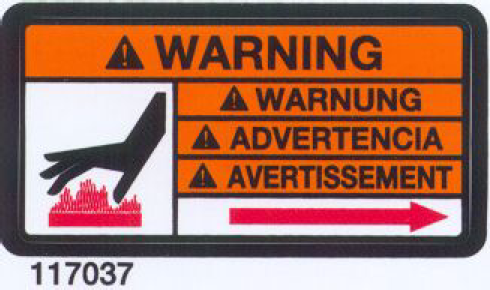 WARNING
WARNUNG
ADVERTENCIA
AVERTISSEMENT
117037